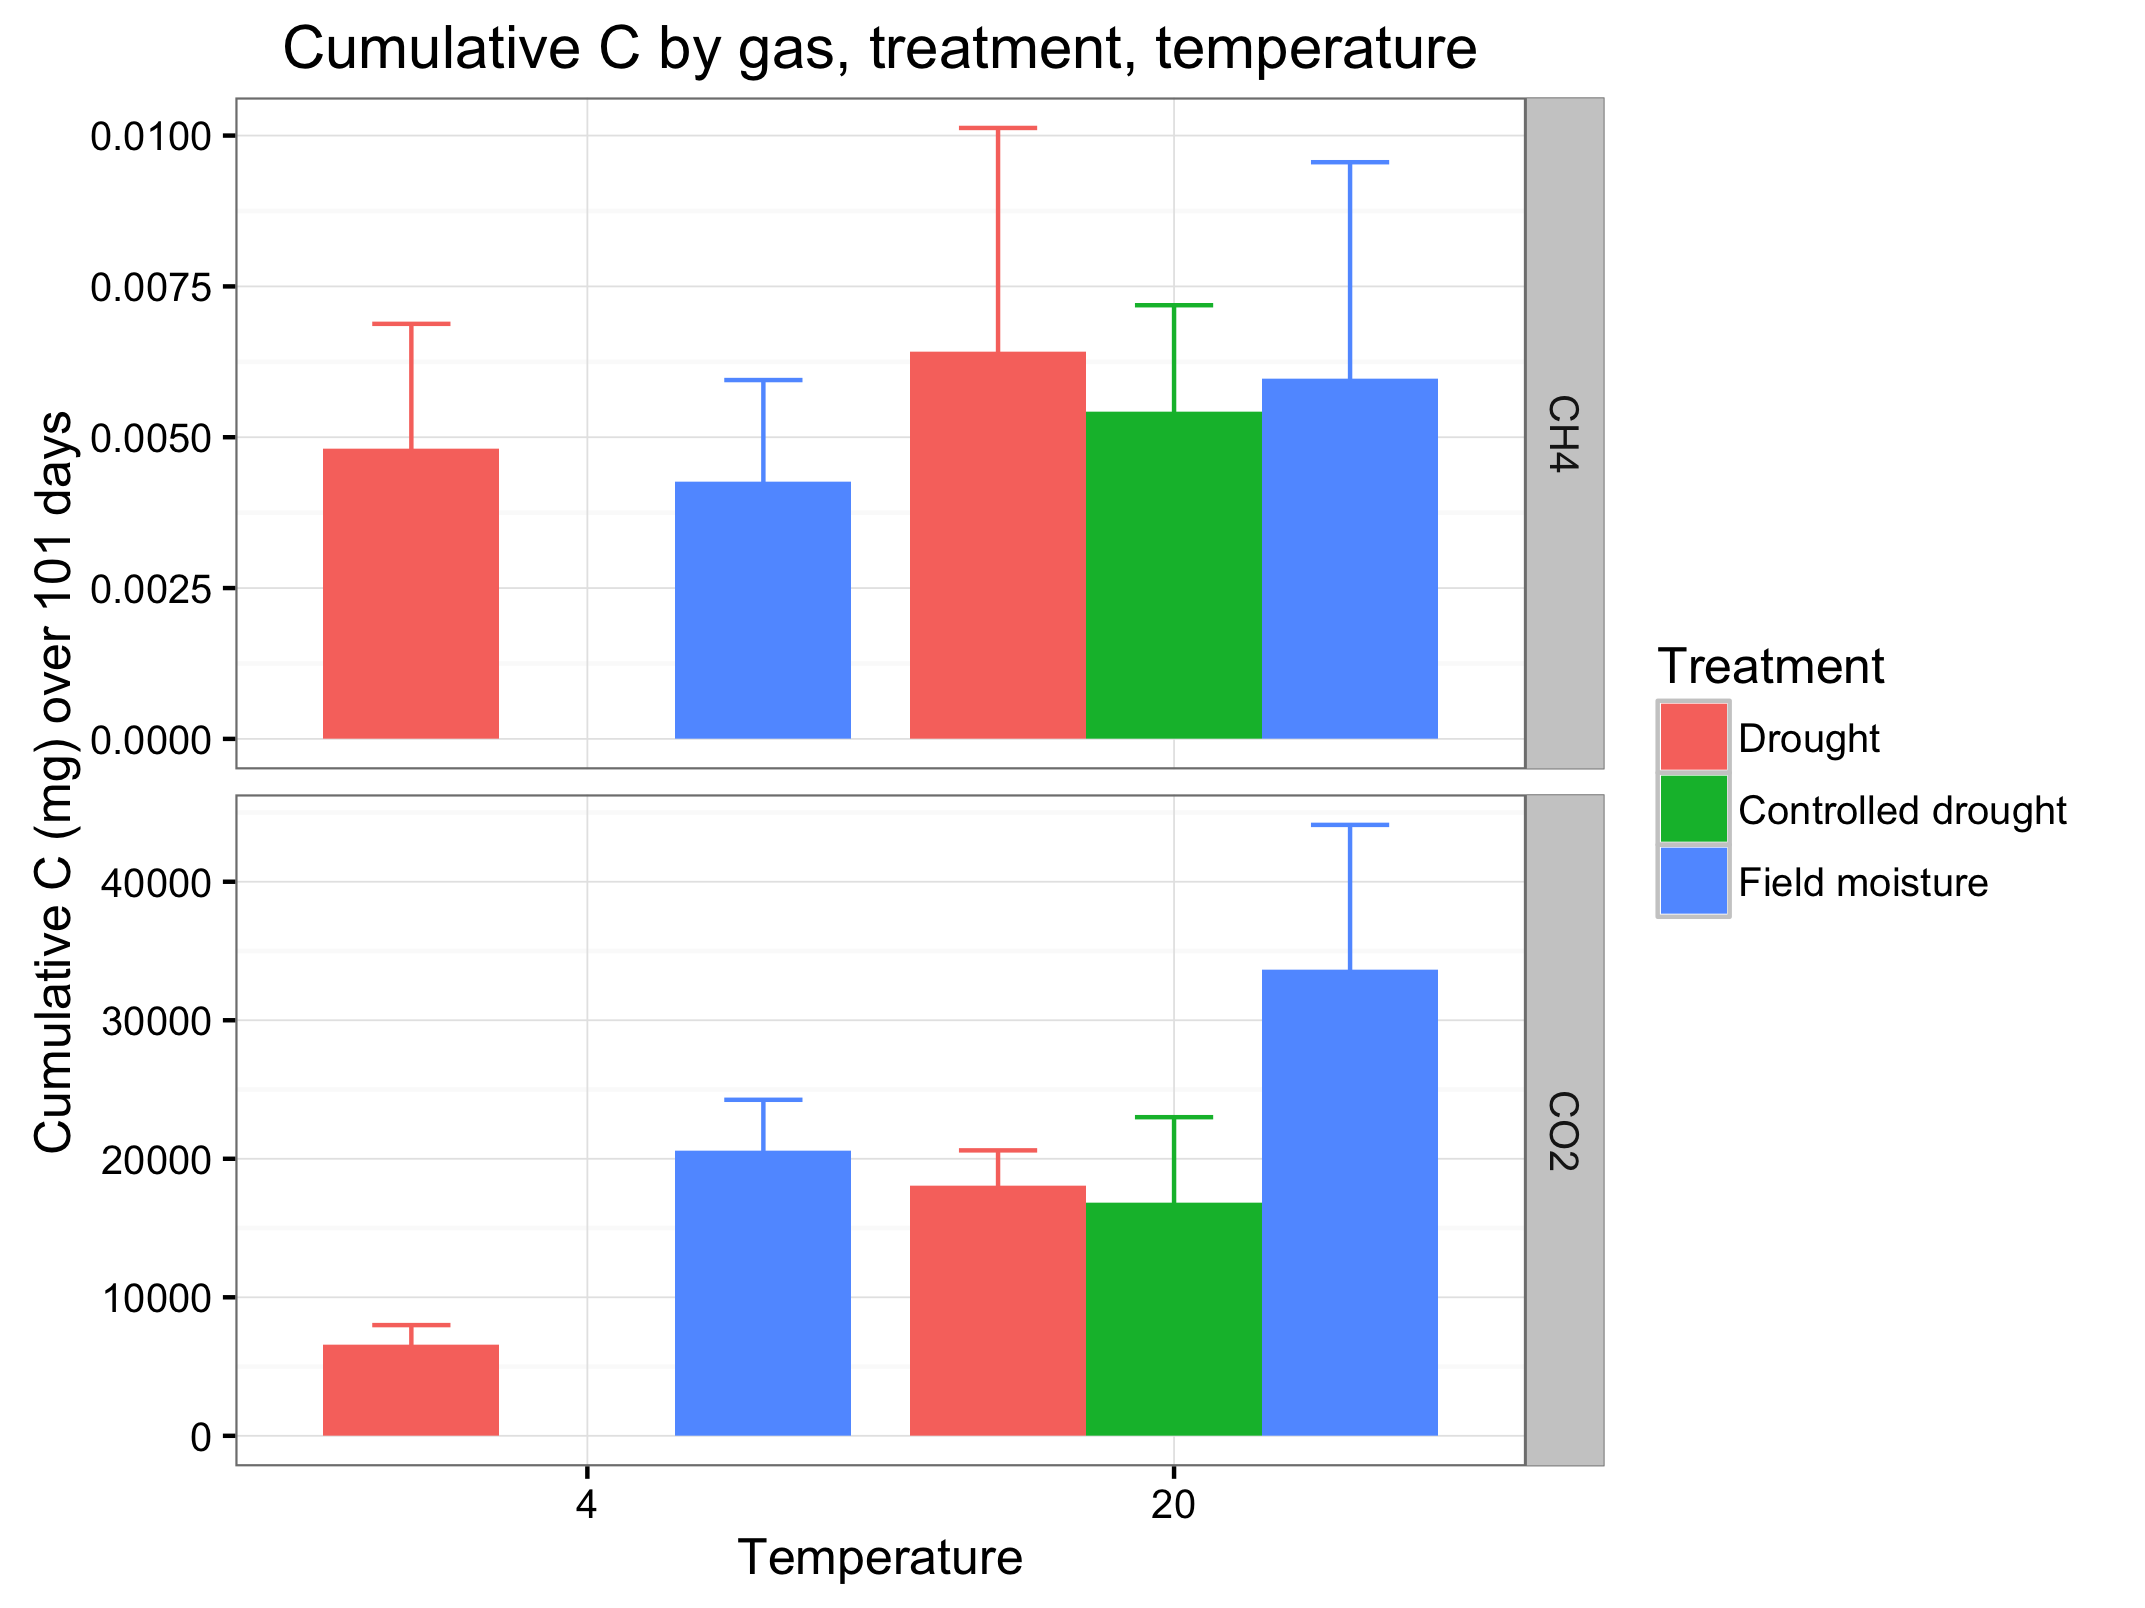 Cumulative C by gas, treatment, temperature
Cumulative C (mg) over 101 days
0.0100
0.0075
0.0050
0.0025
0.0000
CH4
40000
30000
20000
10000
0
CO2
4
20
Temperature
Treatment
Drought
Controlled drought
Field moisture